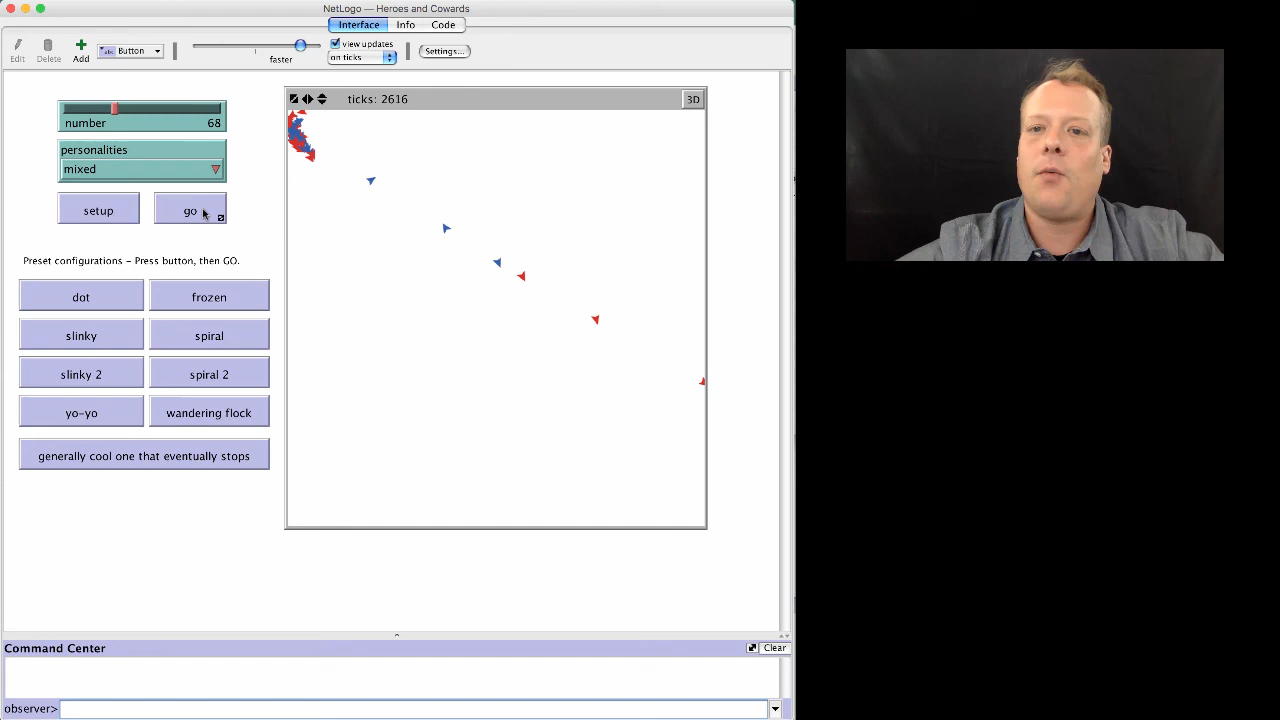 NetLogo — Heroes and Cowards
Interface Info Code
Edit Delete Add abc Button faster view updates on ticks Settings...
number 68
personalities
mixed
setup go
ticks: 2616 3D
Preset configurations - Press button, then GO.
dot frozen
slinky spiral
slinky 2 spiral 2
yo-yo wandering flock
generally cool one that eventually stops
Command Center Clear
observer>